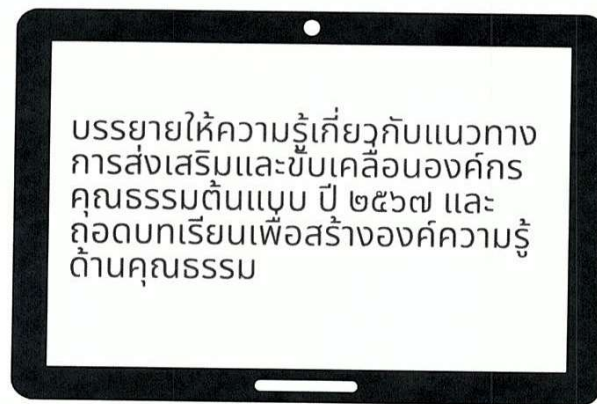 บรรยายให้ความรู้เกี่ยวกับแนวทาง
การส่งเสริมและขับเคลื่อนองค์กร
คุณธรรมต้นแบบ ปี ๒๕๖๗ และ
ถอดบทเรียนเพื่อสร้างองค์ความรู้
ด้านคุณธรรม